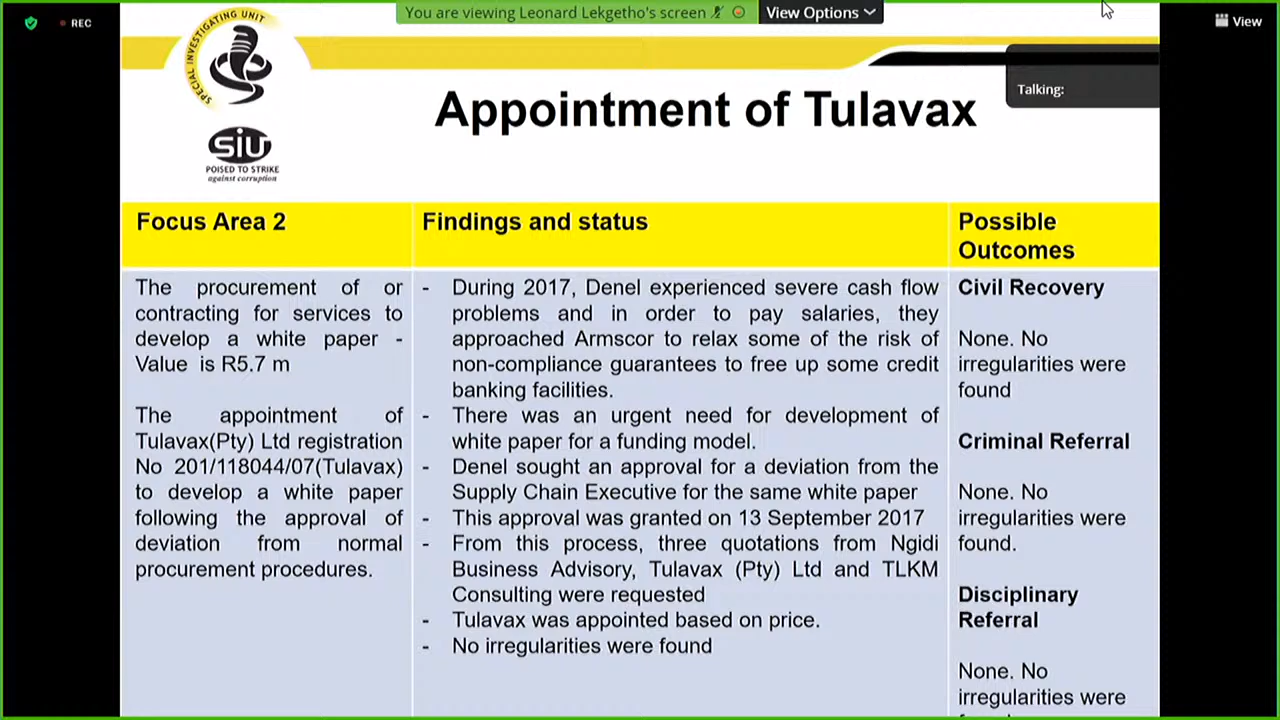 You are viewing Leonard Lekgetho's screen
View Options
REC
View
Talking:
SPECIAL INVESTIGATING UNIT
SiU
POISED TO STRIKE
against corruption
Appointment of Tulavax
Focus Area 2
The procurement of or
contracting for services to
develop a white paper -
Value is R5.7 m
The appointment of
Tulavax(Pty) Ltd registration
No 201/118044/07(Tulavax)
to develop a white paper
following the approval of
deviation from normal
procurement procedures.
Findings and status
- During 2017, Denel experienced severe cash flow
problems and in order to pay salaries, they
approached Armscor to relax some of the risk of
non-compliance guarantees to free up some credit
banking facilities.
- There was an urgent need for development of
white paper for a funding model.
- Denel sought an approval for a deviation from the
Supply Chain Executive for the same white paper
- This approval was granted on 13 September 2017
- From this process, three quotations from Ngidi
Business Advisory, Tulavax (Pty) Ltd and TLKM
Consulting were requested
- Tulavax was appointed based on price.
- No irregularities were found
Possible
Outcomes
Civil Recovery
None. No
irregularities were
found
Criminal Referral
None. No
irregularities were
found.
Disciplinary
Referral
None. No
irregularities were